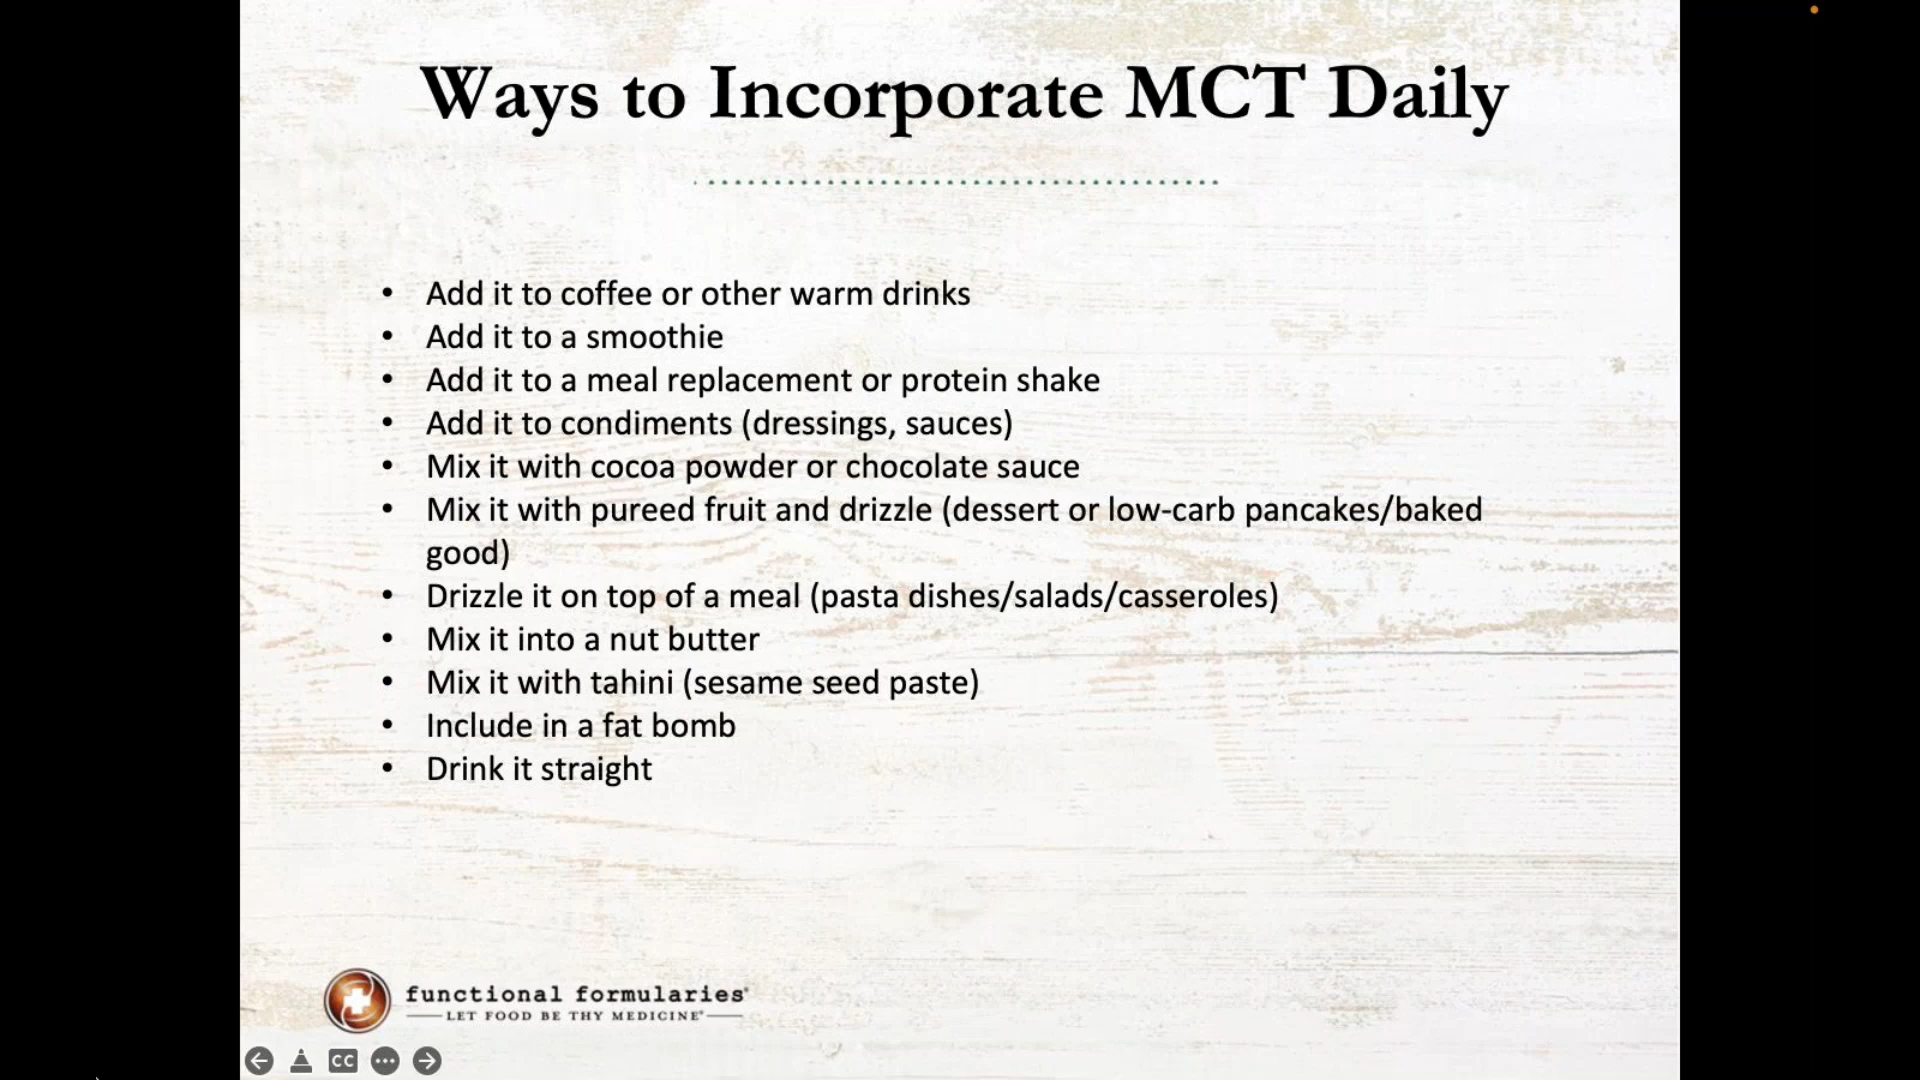 Ways to Incorporate MCT Daily
• Add it to coffee or other warm drinks
• Add it to a smoothie
• Add it to a meal replacement or protein shake
• Add it to condiments (dressings, sauces)
• Mix it with cocoa powder or chocolate sauce
• Mix it with pureed fruit and drizzle (dessert or low-carb pancakes/baked
good)
• Drizzle it on top of a meal (pasta dishes/salads/casseroles)
• Mix it into a nut butter
• Mix it with tahini (sesame seed paste)
• Include in a fat bomb
• Drink it straight
functional formularies®
LET FOOD BE THY MEDICINE®
CC